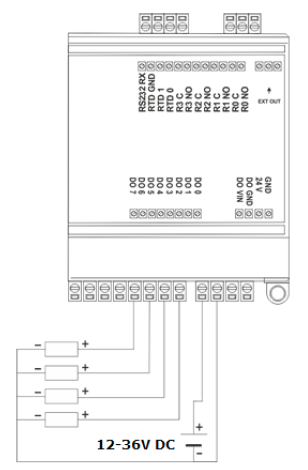 RS232 RX
RTD GND
RTD 1
RTD 0
R3 C
R3 NO
R2 C
R2 NO
R1 C
R1 NO
R0 C
R0 NO
EXT OUT
DO 7
DO 6
DO 5
DO 4
DO 3
DO 2
DO 1
DO 0
DO VIN
DO GND
24 V
GND
- +
- +
- +
- +
+
12-36V DC
-